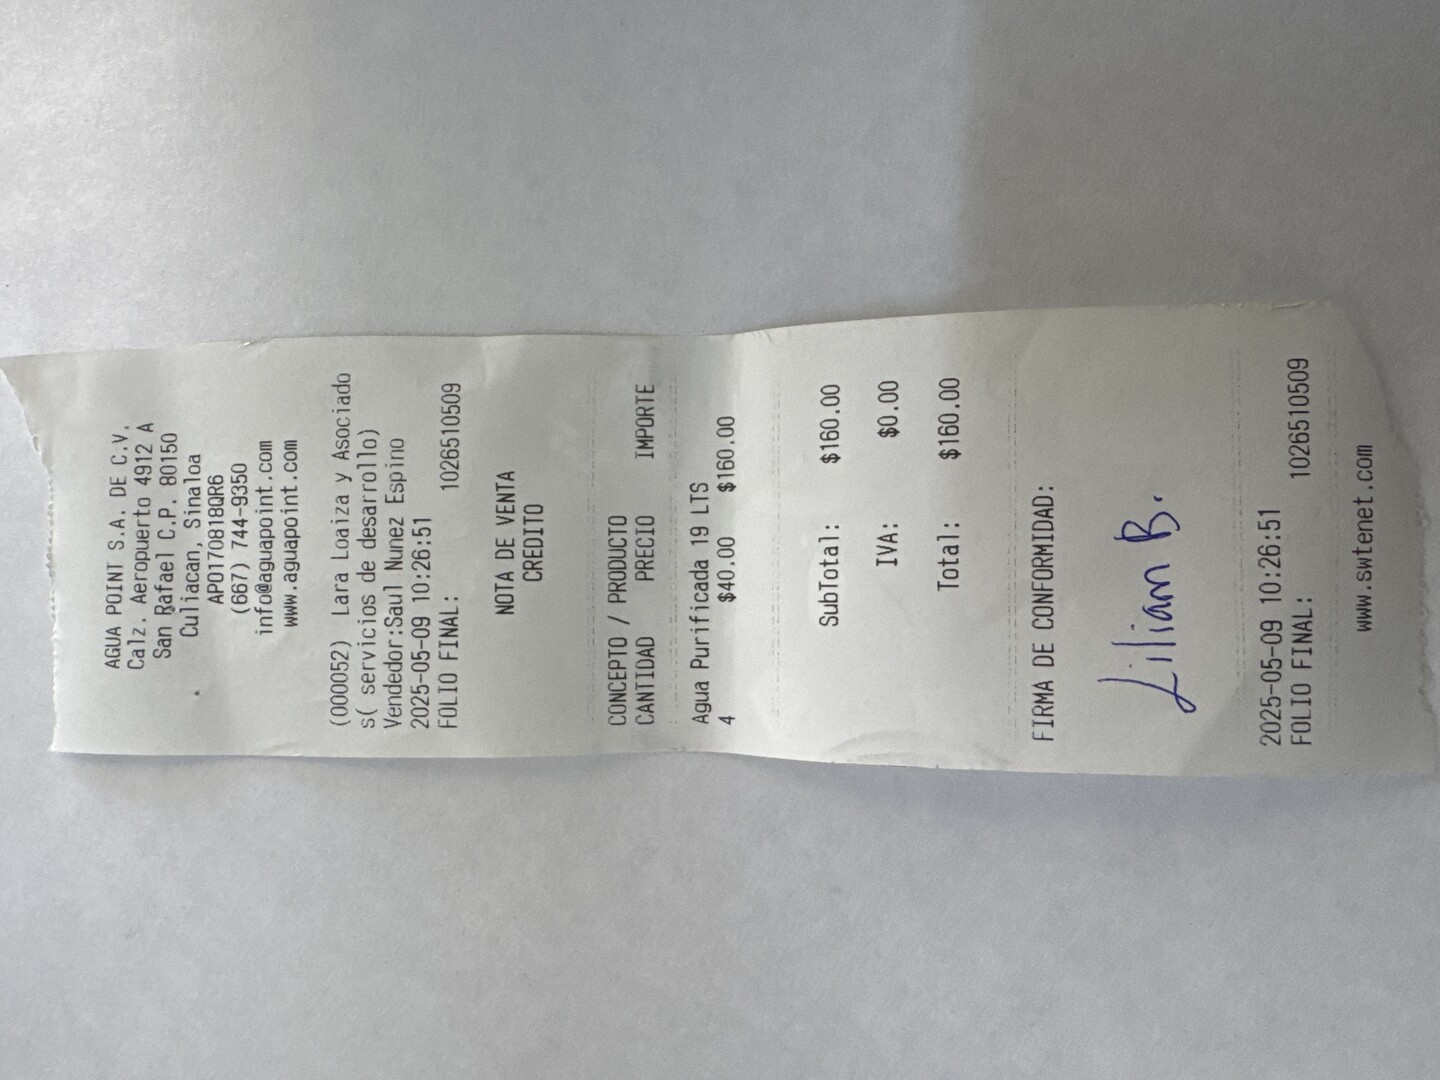 AGUA POINT S.A. DE C.V.
Calz. Aeropuerto 4912 A
San Rafael C.P. 80150
Culiacan, Sinaloa
APO170818QR6
(667) 744-9350
info@aguapoint.com
www.aguapoint.com
(000052) Lara Loaiza y Asociado
s( servicios de desarrollo)
Vendedor:Saul Nunez Espino
2025-05-09 10:26:51
FOLIO FINAL: 1026510509
NOTA DE VENTA
CREDITO
CONCEPTO / PRODUCTO
CANTIDAD PRECIO IMPORTE
Agua Purificada 19 LTS
4 $40.00 $160.00
SubTotal: $160.00
IVA: $0.00
Total: $160.00
FIRMA DE CONFORMIDAD:
Lilian B.
2025-05-09 10:26:51
FOLIO FINAL: 1026510509
www.swtenet.com